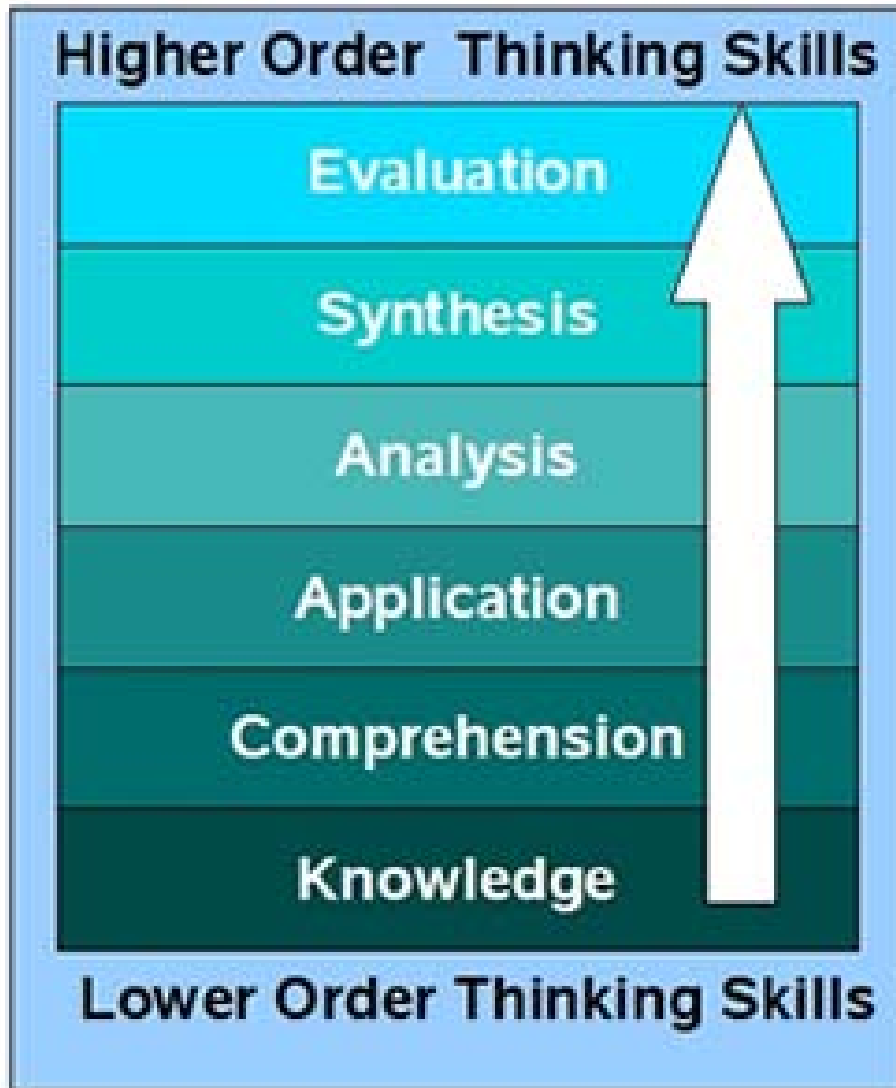 Higher Order Thinking Skills
Evaluation
Synthesis
Analysis
Application
Comprehension
Knowledge
Lower Order Thinking Skills